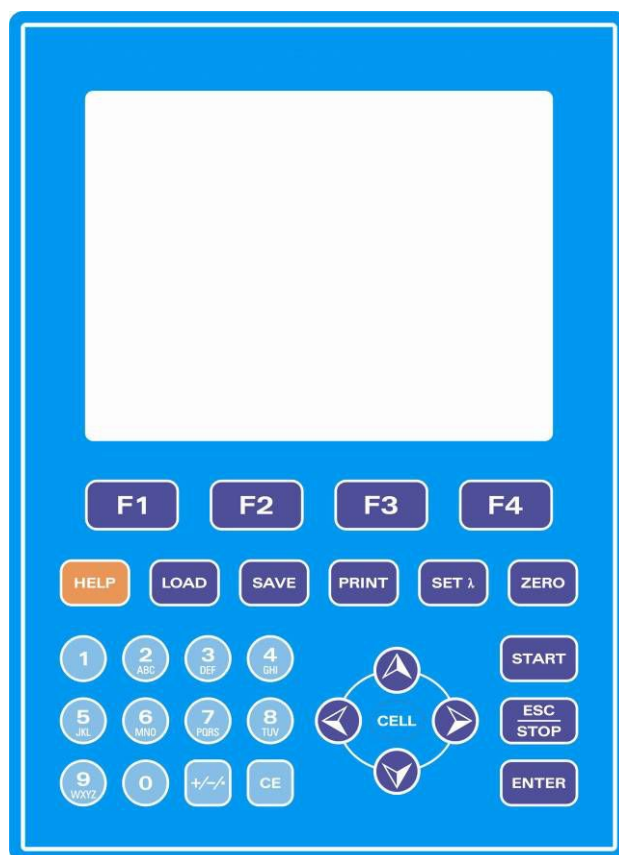 F1 F2 F3 F4
HELP LOAD SAVE PRINT SET λ ZERO
1 2 ABC 3 DEF 4 GHI START
5 JKL 6 MNO 7 PQRS 8 TUV CELL ESC STOP
9 WXYZ 0 +/−/• CE ENTER